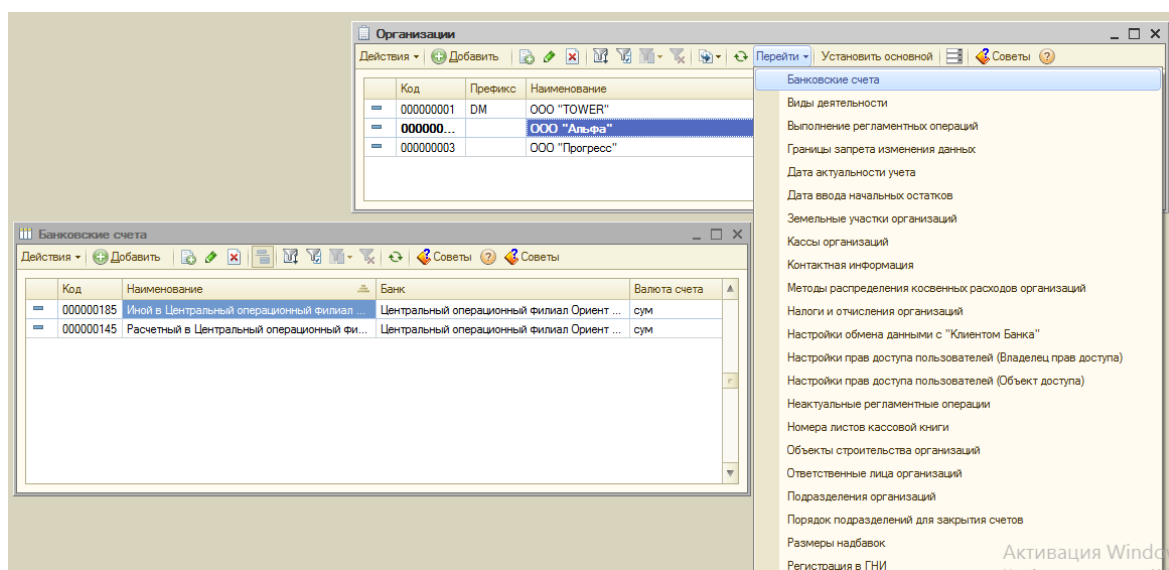 Организации
Действия Добавить Перейти Установить основной Советы
Код Префикс Наименование
000000001 DM ООО "TOWER"
000000... ООО "Альфа"
000000003 ООО "Прогресс"
Банковские счета
Виды деятельности
Выполнение регламентных операций
Границы запрета изменения данных
Дата актуальности учета
Дата ввода начальных остатков
Земельные участки организаций
Кассы организаций
Контактная информация
Методы распределения косвенных расходов организаций
Налоги и отчисления организаций
Настройки обмена данными с "Клиентом Банка"
Настройки прав доступа пользователей (Владелец прав доступа)
Настройки прав доступа пользователей (Объект доступа)
Неактуальные регламентные операции
Номера листов кассовой книги
Объекты строительства организаций
Ответственные лица организаций
Подразделения организаций
Порядок подразделений для закрытия счетов
Размеры надбавок
Регистрация в ГНИ
Банковские счета
Действия Добавить Советы Советы
Код Наименование Банк Валюта счета
000000185 Иной в Центральный операционный филиал ... Центральный операционный филиал Ориент ... сум
000000145 Расчетный в Центральный операционный фи... Центральный операционный филиал Ориент ... сум
Активация Windo